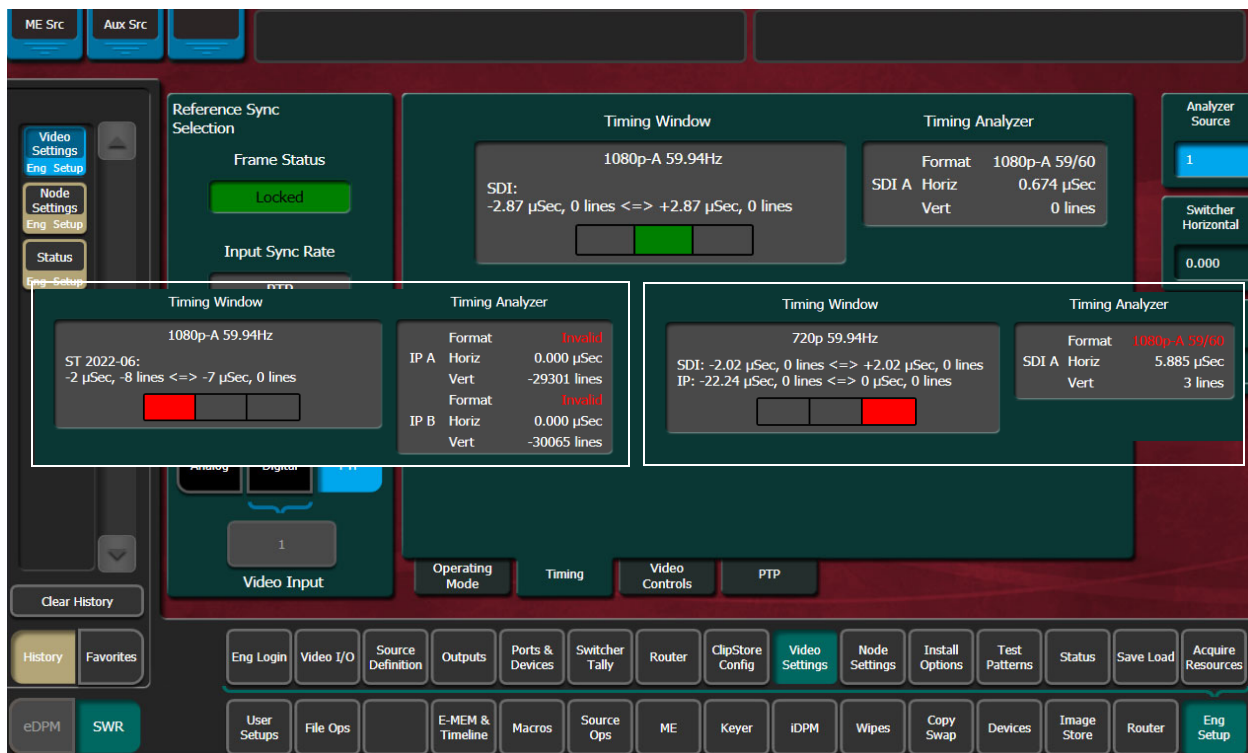 ME Src
Aux Src
Video
Settings
Eng Setup
Node
Settings
Eng Setup
Status
Eng Setup
Clear History
History
Favorites
eDPM
SWR
Reference Sync
Selection
Frame Status
Locked
Input Sync Rate
PTP
Analog
Digital
PTP
1
Video Input
Timing Window
1080p-A 59.94Hz
SDI:
-2.87 µSec, 0 lines <=> +2.87 µSec, 0 lines
Timing Analyzer
Format 1080p-A 59/60
SDI A Horiz 0.674 µSec
Vert 0 lines
Analyzer
Source
1
Switcher
Horizontal
0.000
Timing Window
1080p-A 59.94Hz
ST 2022-06:
-2 µSec, -8 lines <=> -7 µSec, 0 lines
Timing Analyzer
Format Invalid
IP A Horiz 0.000 µSec
Vert -29301 lines
Format Invalid
IP B Horiz 0.000 µSec
Vert -30065 lines
Timing Window
720p 59.94Hz
SDI: -2.02 µSec, 0 lines <=> +2.02 µSec, 0 lines
IP: -22.24 µSec, 0 lines <=> 0 µSec, 0 lines
Timing Analyzer
Format 1080p-A 59/60
SDI A Horiz 5.885 µSec
Vert 3 lines
Operating
Mode
Timing
Video
Controls
PTP
Eng Login
Video I/O
Source
Definition
Outputs
Ports &
Devices
Switcher
Tally
Router
ClipStore
Config
Video
Settings
Node
Settings
Install
Options
Test
Patterns
Status
Save Load
Acquire
Resources
User
Setups
File Ops
E-MEM &
Timeline
Macros
Source
Ops
ME
Keyer
iDPM
Wipes
Copy
Swap
Devices
Image
Store
Router
Eng
Setup